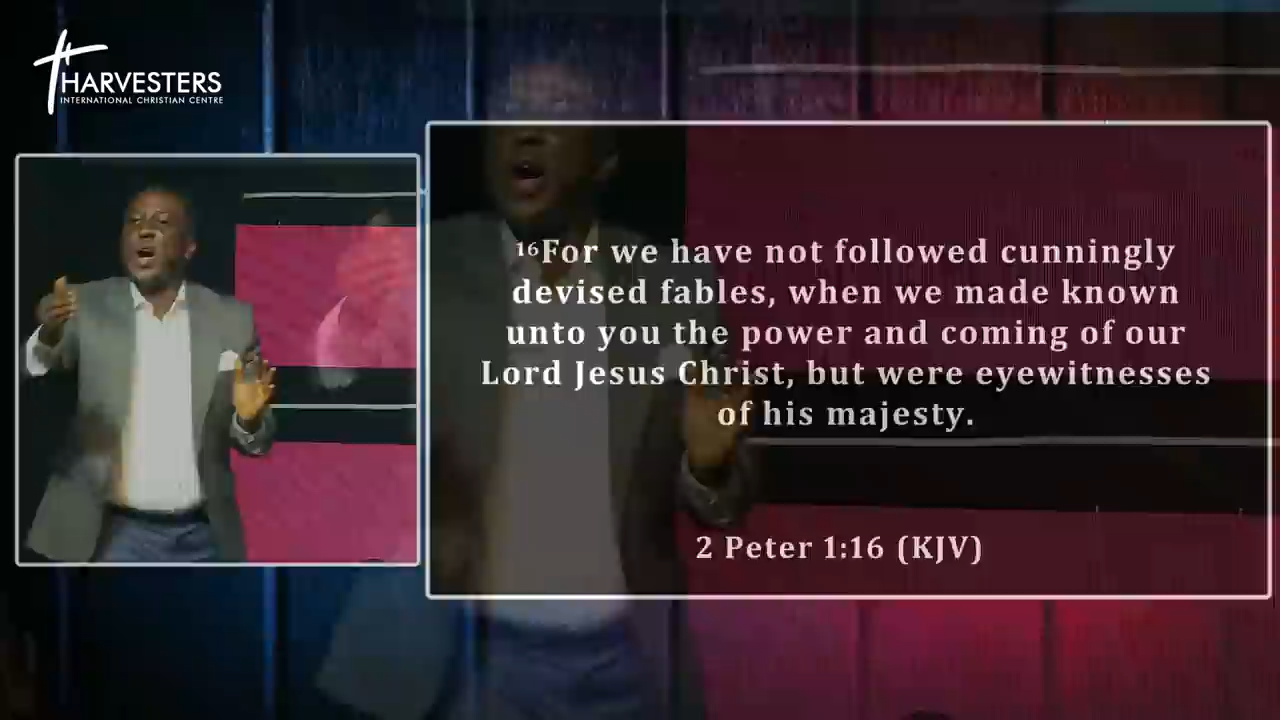 HARVESTERS
INTERNATIONAL CHRISTIAN CENTRE
16For we have not followed cunningly
devised fables, when we made known
unto you the power and coming of our
Lord Jesus Christ, but were eyewitnesses
of his majesty.
2 Peter 1:16 (KJV)